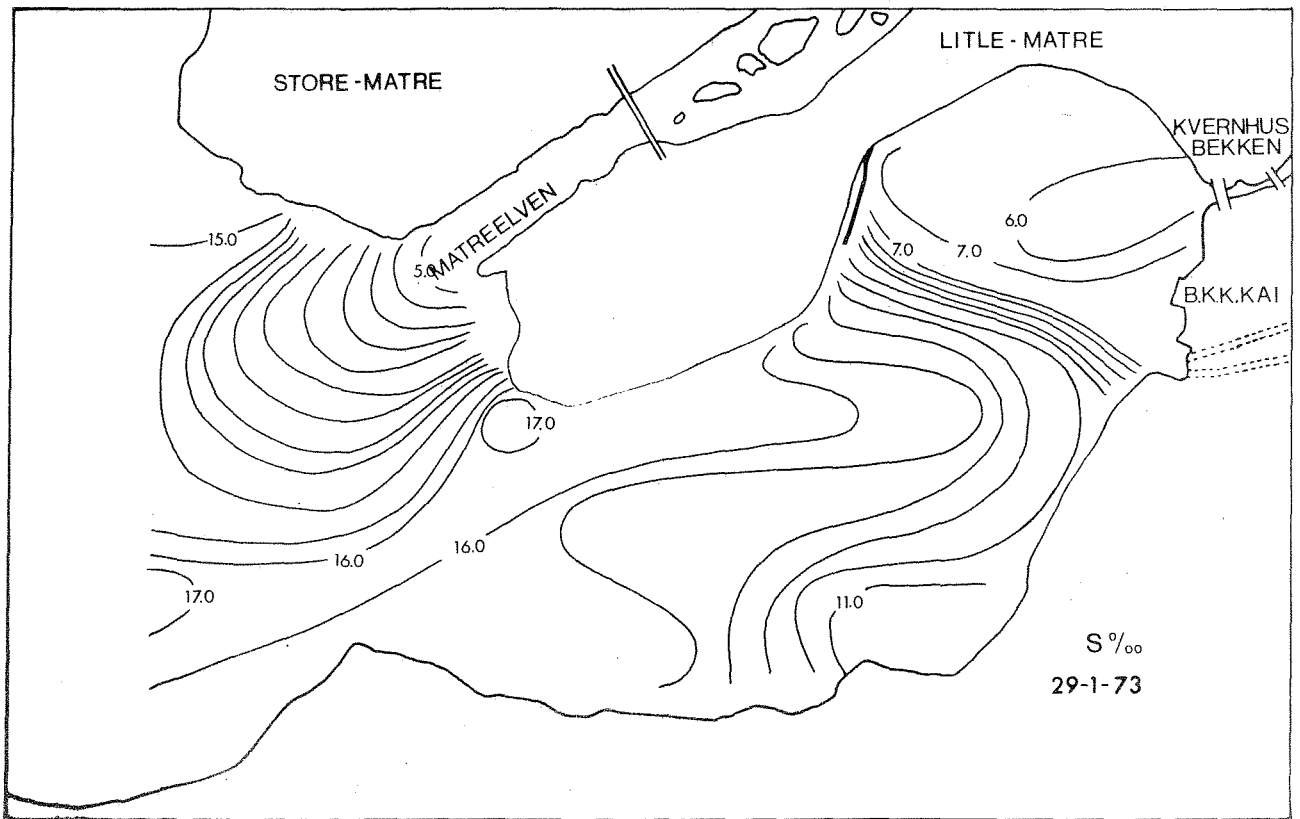 STORE-MATRE
LITLE-MATRE
KVERNHUS
BEKKEN
MATREELVEN
15.0
5.0
6.0
7.0
7.0
B.K.K.KAI
17.0
16.0
16.0
17.0
11.0
S ‰
29-1-73